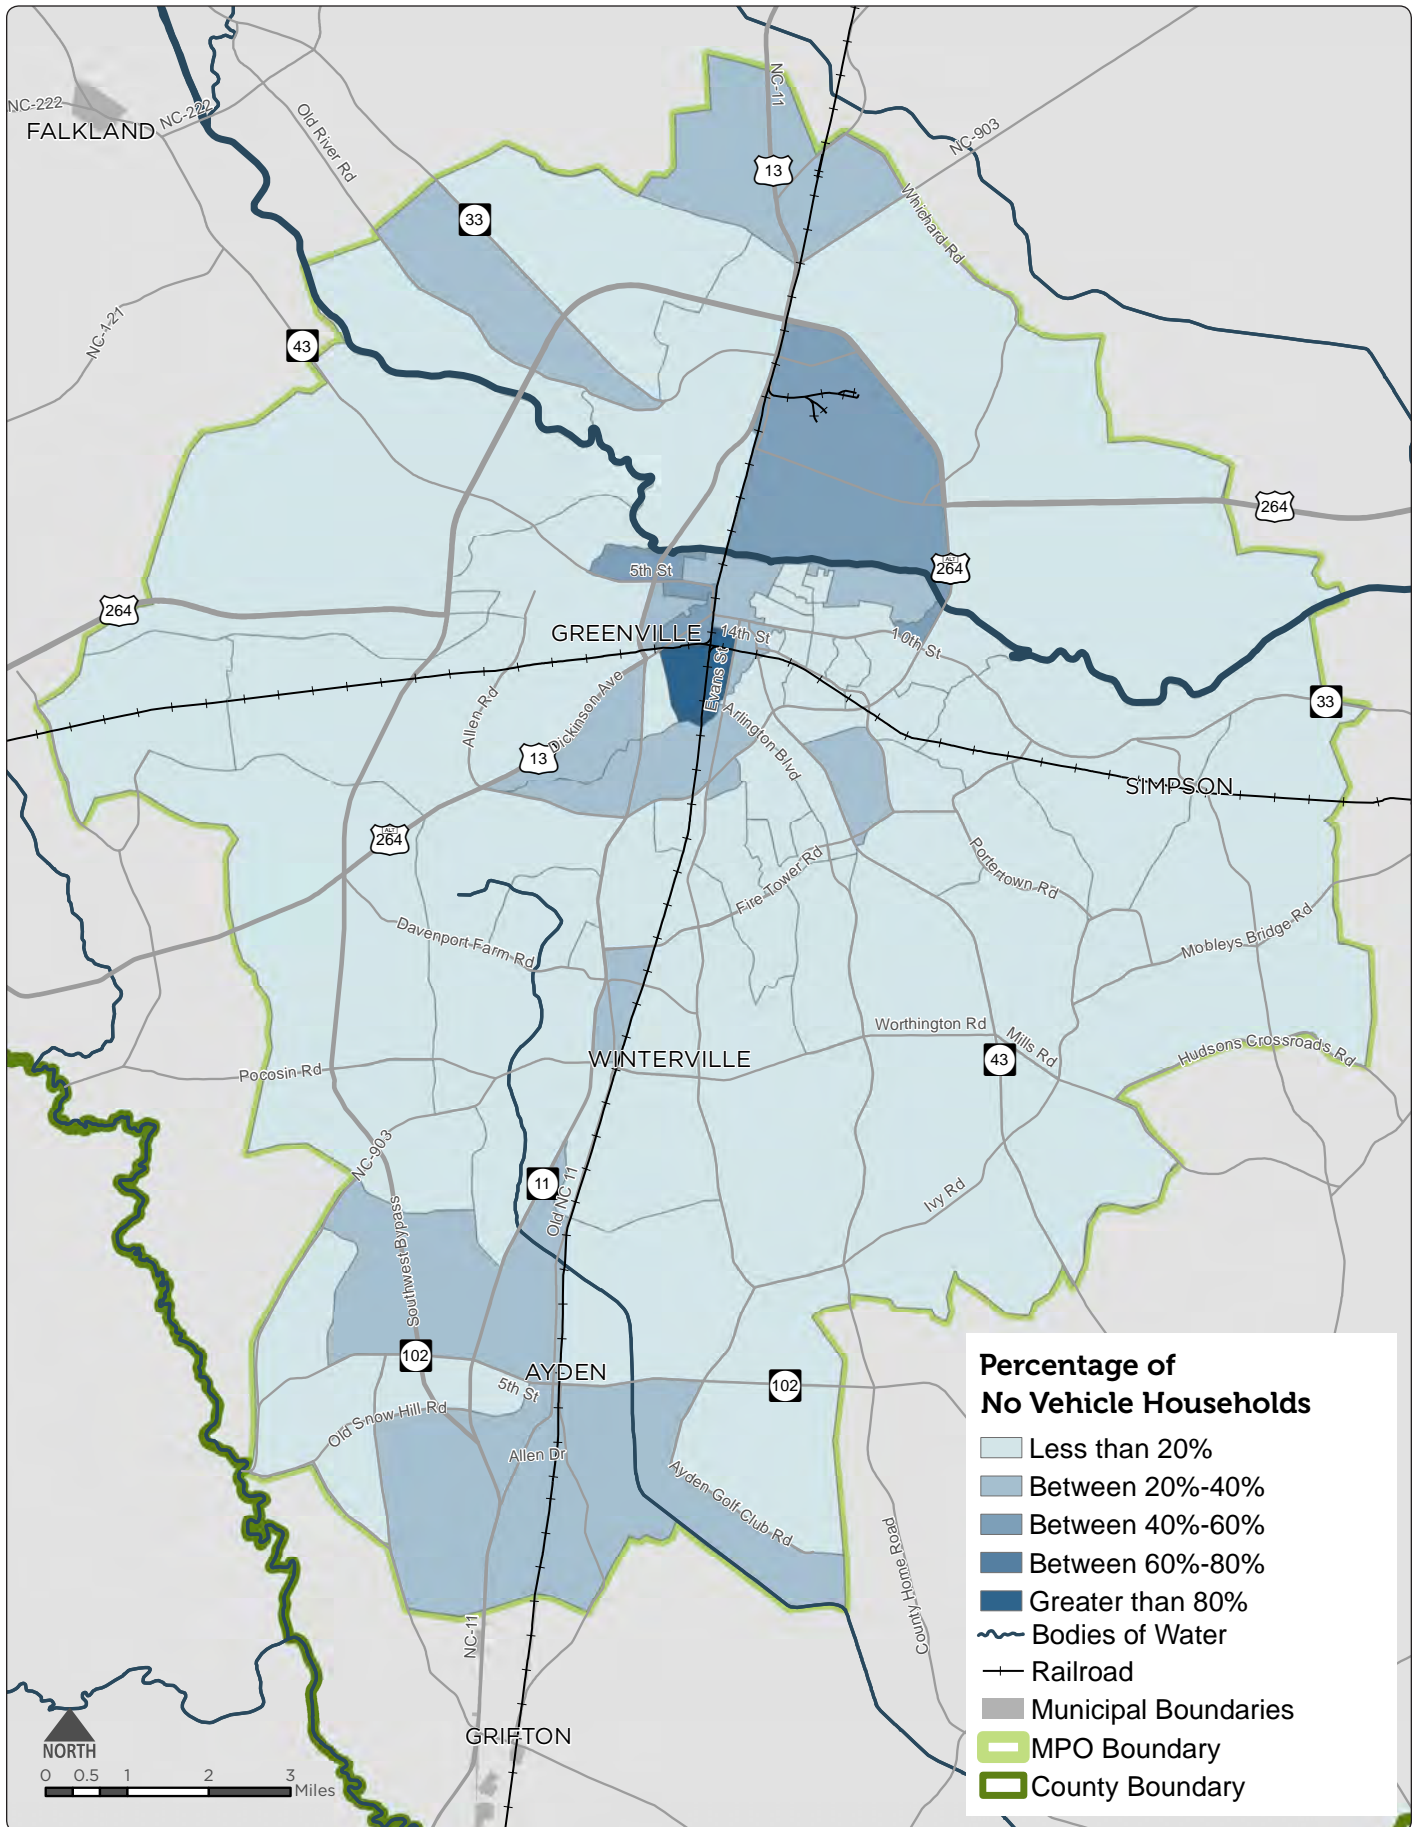 NC-11
13
NC-903
NC-222
NC-222
FALKLAND
Old River Rd
33
Whichard Rd
NC-1-21
43
264
5th St
ALT
264
264
GREENVILLE
14th St
10th St
Evans St
Dickinson Ave
Allen Rd
Arlington Blvd
33
13
SIMPSON
ALT
264
Fire Tower Rd
Portertown Rd
Davenport Farm Rd
Mobleys Bridge Rd
Worthington Rd
Mills Rd
43
Hudsons Crossroads Rd
WINTERVILLE
Pocosin Rd
NC-903
11
Old NC 11
Ivy Rd
Southwest Bypass
102
AYDEN
5th St
102
Old Snow Hill Rd
Allen Dr
Ayden Golf Club Rd
County Home Road
NC-11
GRIFTON
NORTH
0 0.5 1 2 3
Miles
Percentage of
No Vehicle Households
Less than 20%
Between 20%-40%
Between 40%-60%
Between 60%-80%
Greater than 80%
Bodies of Water
Railroad
Municipal Boundaries
MPO Boundary
County Boundary